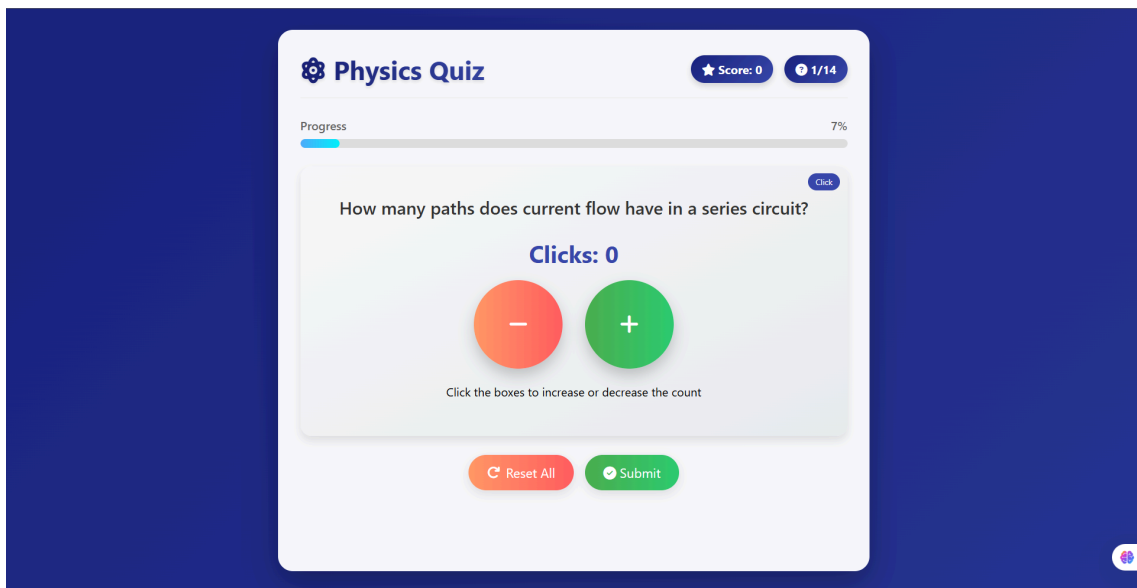 Physics Quiz
Score: 0
1/14
Progress
7%
Click
How many paths does current flow have in a series circuit?
Clicks: 0
Click the boxes to increase or decrease the count
Reset All
Submit